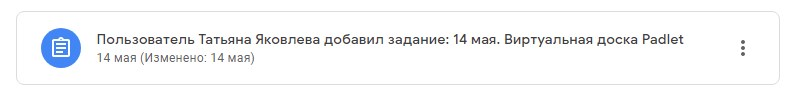 Пользователь Татьяна Яковлева добавил задание: 14 мая. Виртуальная доска Padlet
14 мая (Изменено: 14 мая)